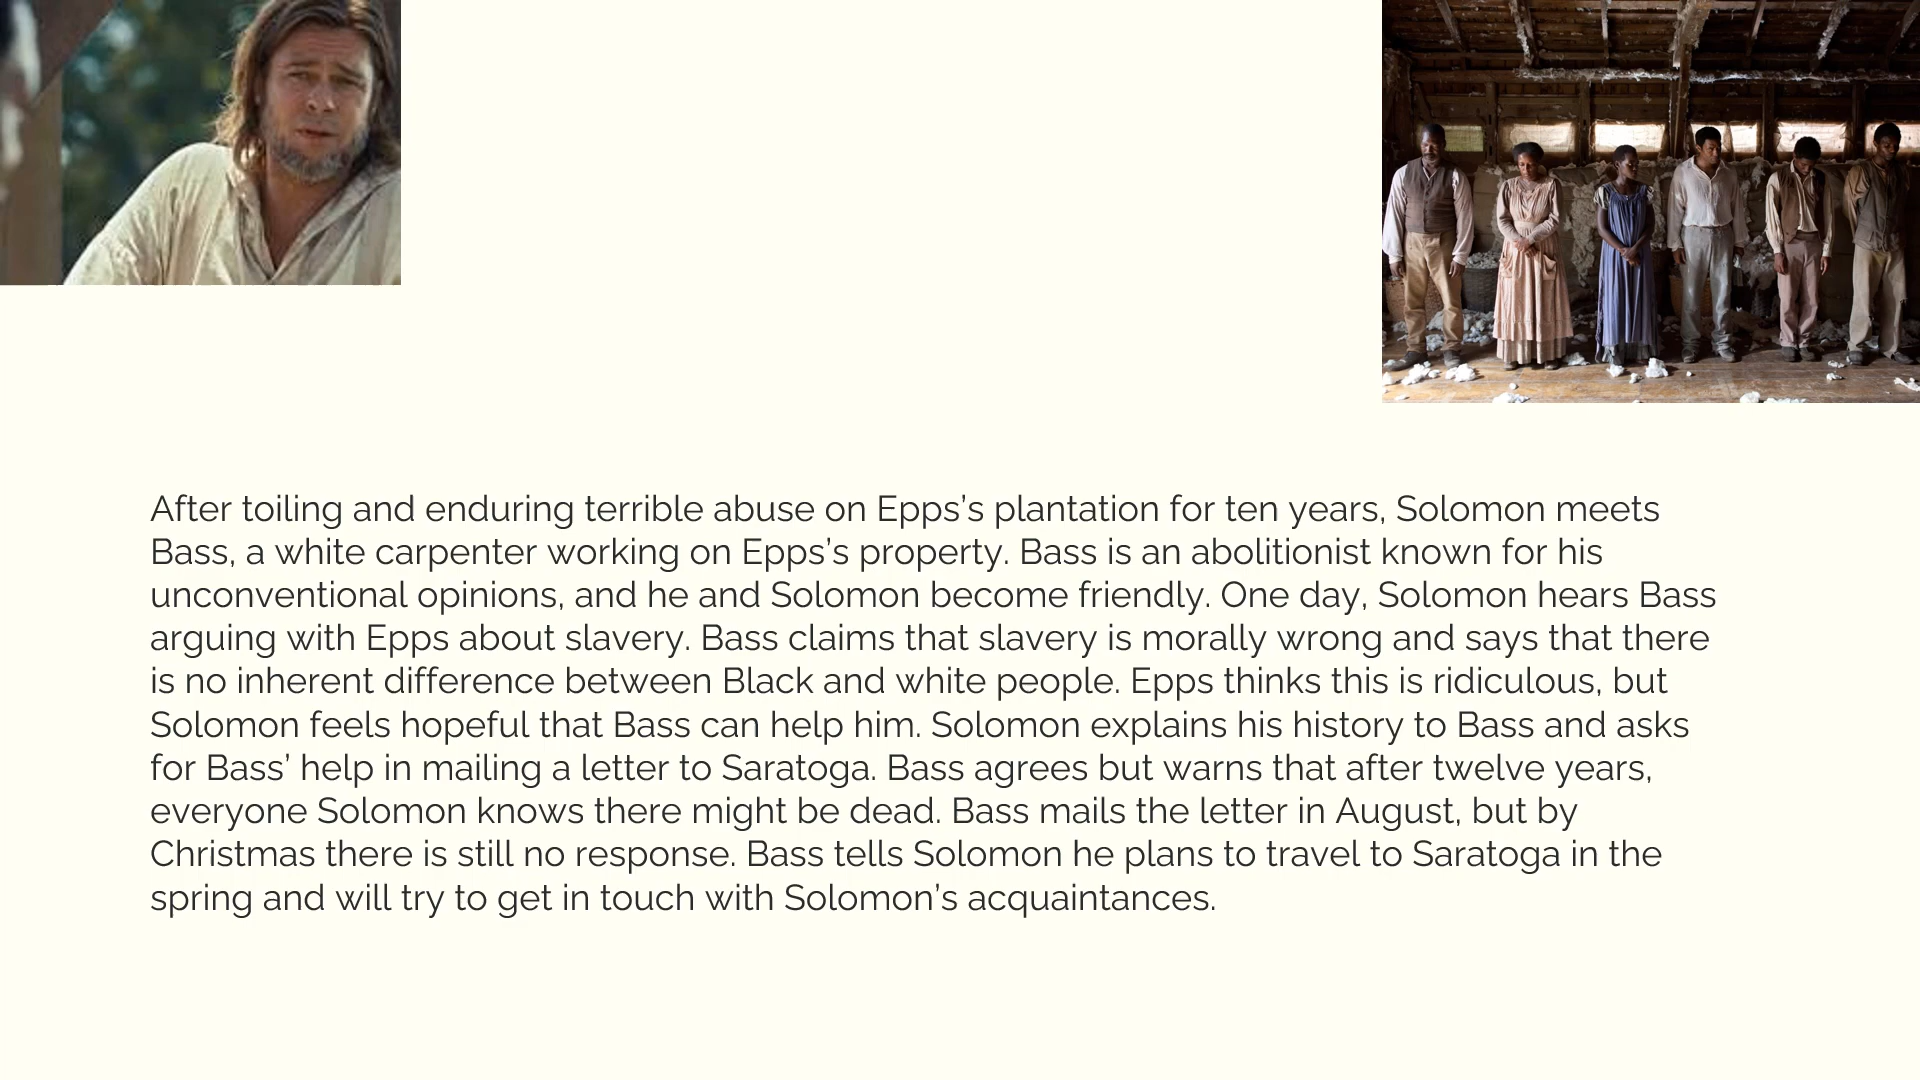 After toiling and enduring terrible abuse on Epps’s plantation for ten years, Solomon meets
Bass, a white carpenter working on Epps’s property. Bass is an abolitionist known for his
unconventional opinions, and he and Solomon become friendly. One day, Solomon hears Bass
arguing with Epps about slavery. Bass claims that slavery is morally wrong and says that there
is no inherent difference between Black and white people. Epps thinks this is ridiculous, but
Solomon feels hopeful that Bass can help him. Solomon explains his history to Bass and asks
for Bass’ help in mailing a letter to Saratoga. Bass agrees but warns that after twelve years,
everyone Solomon knows there might be dead. Bass mails the letter in August, but by
Christmas there is still no response. Bass tells Solomon he plans to travel to Saratoga in the
spring and will try to get in touch with Solomon’s acquaintances.